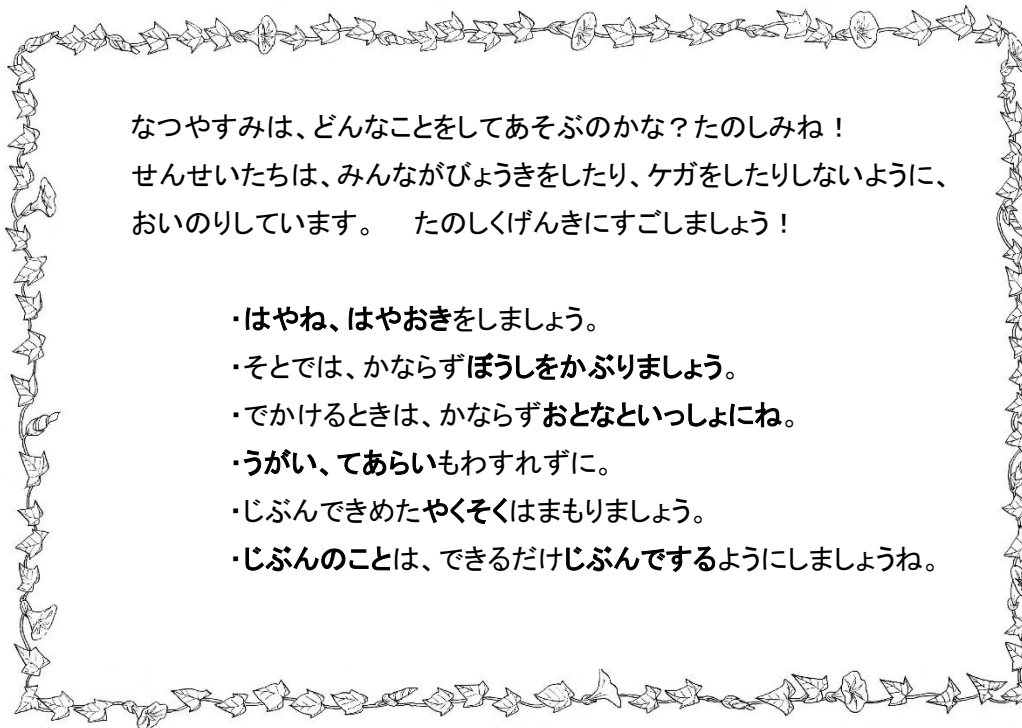 なつやすみは、どんなことをしてあそぶのかな？たのしみね！
せんせいたちは、みんながびょうきをしたり、ケガをしたりしないように、
おいのりしています。　たのしくげんきにすごしましょう！
・はやね、はやおきをしましょう。
・そとでは、かならずぼうしをかぶりましょう。
・でかけるときは、かならずおとなといっしょにね。
・うがい、てあらいもわすれずに。
・じぶんできめたやくそくはまもりましょう。
・じぶんのことは、できるだけじぶんでするようにしましょうね。